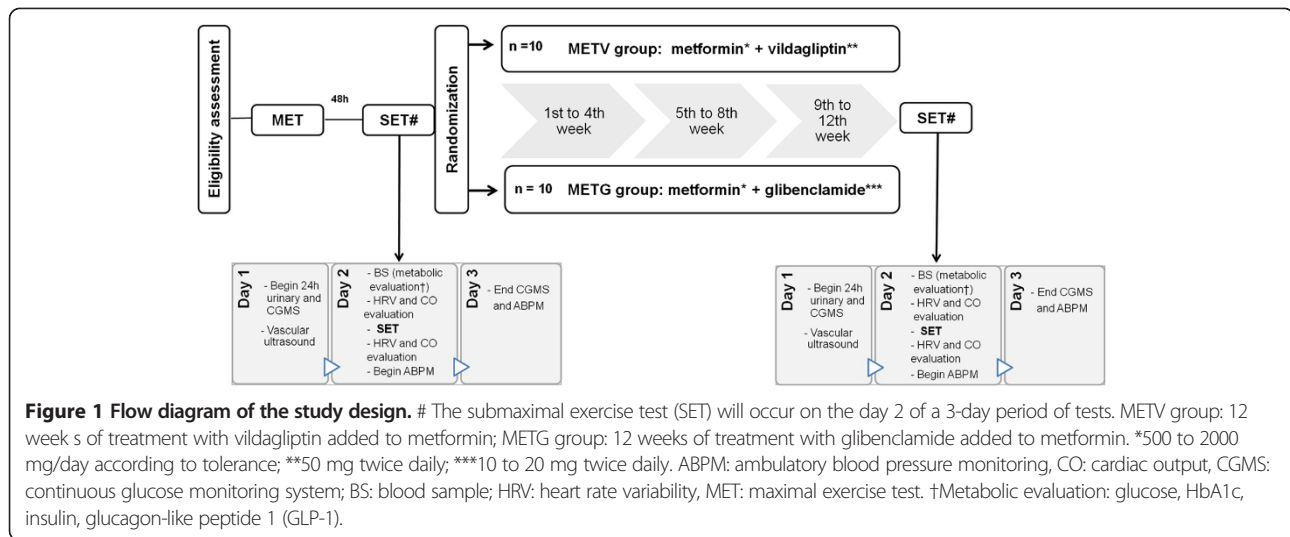 Eligibility assessment
MET
48h
SET#
Randomization
n =10 METV group: metformin* + vildagliptin**
1st to 4th
week
5th to 8th
week
9th to
12th
week
SET#
n = 10 METG group: metformin* + glibenclamide***
Day 1
- Begin 24h
urinary and
CGMS
- Vascular
ultrasound
Day 2
- BS (metabolic
evaluation†)
- HRV and CO
evaluation
- SET
- HRV and CO
evaluation
- Begin ABPM
Day 3
- End CGMS
and ABPM
Day 1
- Begin 24h
urinary and
CGMS
- Vascular
ultrasound
Day 2
- BS (metabolic
evaluation†)
- HRV and CO
evaluation
- SET
- HRV and CO
evaluation
- Begin ABPM
Day 3
- End CGMS
and ABPM
Figure 1 Flow diagram of the study design. # The submaximal exercise test (SET) will occur on the day 2 of a 3-day period of tests. METV group: 12
week s of treatment with vildagliptin added to metformin; METG group: 12 weeks of treatment with glibenclamide added to metformin. *500 to 2000
mg/day according to tolerance; **50 mg twice daily; ***10 to 20 mg twice daily. ABPM: ambulatory blood pressure monitoring, CO: cardiac output, CGMS:
continuous glucose monitoring system; BS: blood sample; HRV: heart rate variability, MET: maximal exercise test. †Metabolic evaluation: glucose, HbA1c,
insulin, glucagon-like peptide 1 (GLP-1).